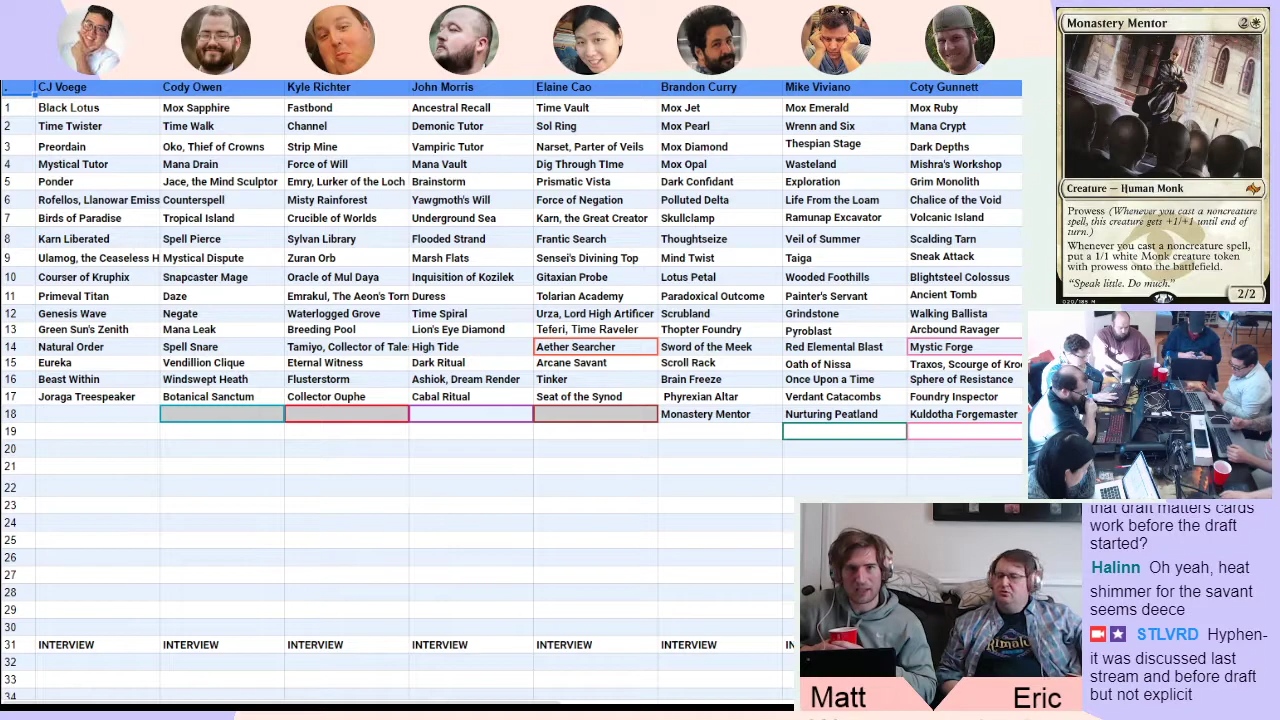 . CJ Voege Cody Owen Kyle Richter John Morris Elaine Cao Brandon Curry Mike Viviano Coty Gunnett
1 Black Lotus Mox Sapphire Fastbond Ancestral Recall Time Vault Mox Jet Mox Emerald Mox Ruby
2 Time Twister Time Walk Channel Demonic Tutor Sol Ring Mox Pearl Wrenn and Six Mana Crypt
3 Preordain Oko, Thief of Crowns Strip Mine Vampiric Tutor Narset, Parter of Veils Mox Diamond Thespian Stage Dark Depths
4 Mystical Tutor Mana Drain Force of Will Mana Vault Dig Through TIme Mox Opal Wasteland Mishra's Workshop
5 Ponder Jace, the Mind Sculptor Emry, Lurker of the Loch Brainstorm Prismatic Vista Dark Confidant Exploration Grim Monolith
6 Rofellos, Llanowar Emiss Counterspell Misty Rainforest Yawgmoth's Will Force of Negation Polluted Delta Life From the Loam Chalice of the Void
7 Birds of Paradise Tropical Island Crucible of Worlds Underground Sea Karn, the Great Creator Skullclamp Ramunap Excavator Volcanic Island
8 Karn Liberated Spell Pierce Sylvan Library Flooded Strand Frantic Search Thoughtseize Veil of Summer Scalding Tarn
9 Ulamog, the Ceaseless H Mystical Dispute Zuran Orb Marsh Flats Sensei's Divining Top Mind Twist Taiga Sneak Attack
10 Courser of Kruphix Snapcaster Mage Oracle of Mul Daya Inquisition of Kozilek Gitaxian Probe Lotus Petal Wooded Foothills Blightsteel Colossus
11 Primeval Titan Daze Emrakul, The Aeon's Torn Duress Tolarian Academy Paradoxical Outcome Painter's Servant Ancient Tomb
12 Genesis Wave Negate Waterlogged Grove Time Spiral Urza, Lord High Artificer Scrubland Grindstone Walking Ballista
13 Green Sun's Zenith Mana Leak Breeding Pool Lion's Eye Diamond Teferi, Time Raveler Thopter Foundry Pyroblast Arcbound Ravager
14 Natural Order Spell Snare Tamiyo, Collector of Tale High Tide Aether Searcher Sword of the Meek Red Elemental Blast Mystic Forge
15 Eureka Vendillion Clique Eternal Witness Dark Ritual Arcane Savant Scroll Rack Oath of Nissa Traxos, Scourge of Kroo
16 Beast Within Windswept Heath Flusterstorm Ashiok, Dream Render Tinker Brain Freeze Once Upon a Time Sphere of Resistance
17 Joraga Treespeaker Botanical Sanctum Collector Ouphe Cabal Ritual Seat of the Synod Phyrexian Altar Verdant Catacombs Foundry Inspector
18 Monastery Mentor Nurturing Peatland Kuldotha Forgemaster
19
20
21
22
23
24
25
26
27
28
29
30
31 INTERVIEW INTERVIEW INTERVIEW INTERVIEW INTERVIEW INTERVIEW IN
32
33
34
Monastery Mentor 2
Creature — Human Monk
Prowess (Whenever you cast a noncreature
spell, this creature gets +1/+1 until end of
turn.)
Whenever you cast a noncreature spell,
put a 1/1 white Monk creature token
with prowess onto the battlefield.
"Speak little. Do much."
2/2
that draft matters cards
work before the draft
started?
Halinn Oh yeah, heat
shimmer for the savant
seems deece
STLVRD Hyphen-
it was discussed last
stream and before draft
but not explicit
Matt Eric